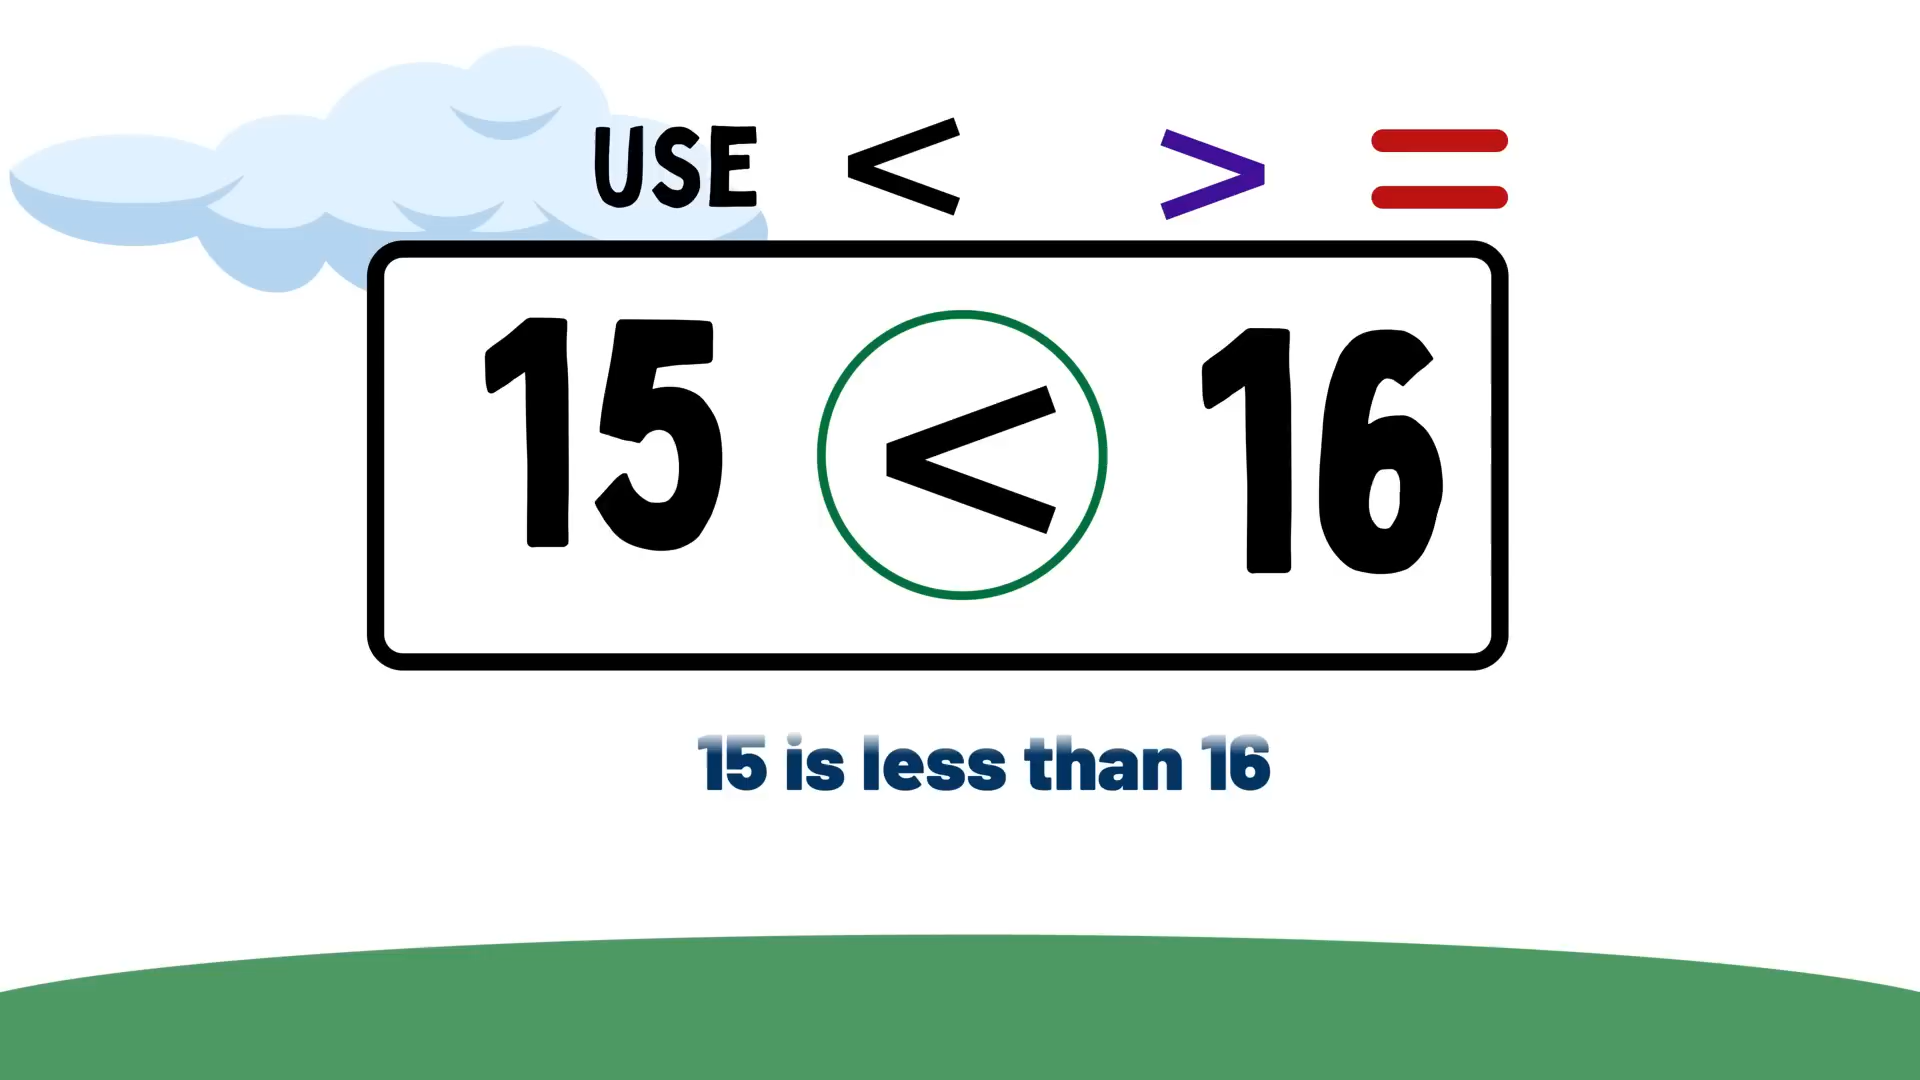 USE < > =
15 < 16
15 is less than 16